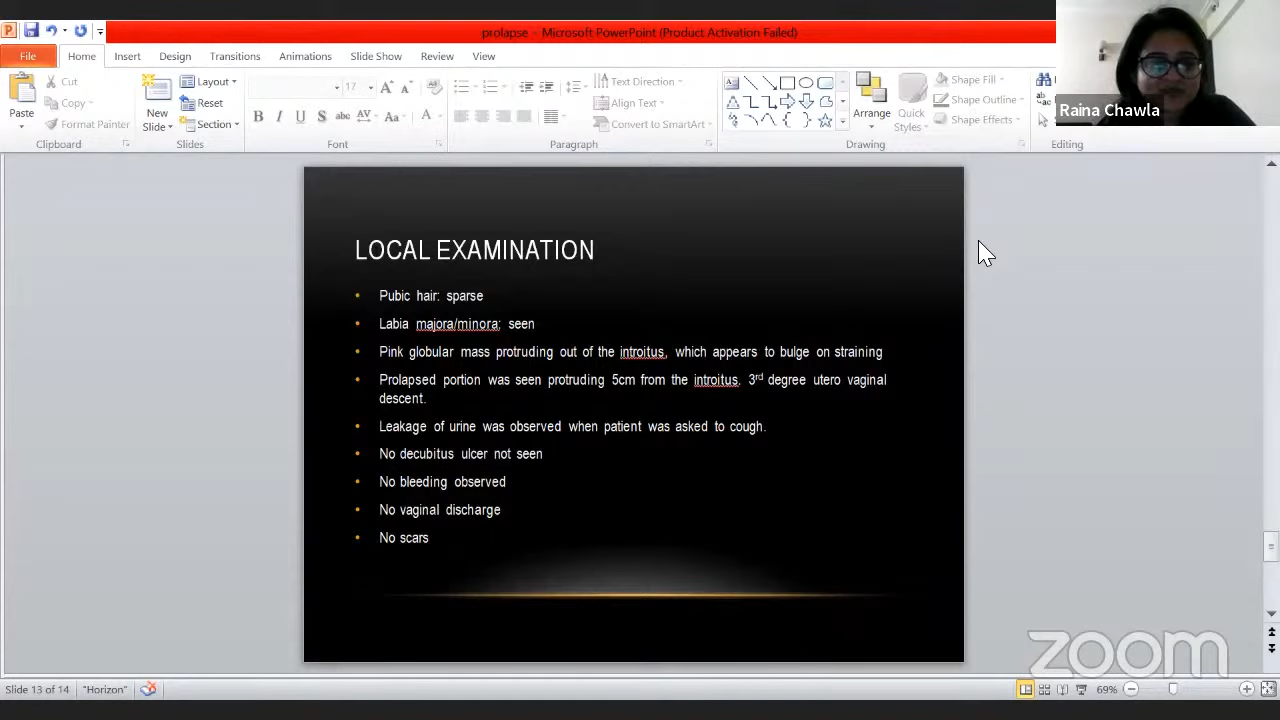 prolapse - Microsoft PowerPoint (Product Activation Failed)
File Home Insert Design Transitions Animations Slide Show Review View
Paste
Cut
Copy
Format Painter
Clipboard
New
Slide
Layout
Reset
Section
Slides
17
Font
Text Direction
Align Text
Convert to SmartArt
Paragraph
Arrange
Quick
Styles
Shape Fill
Shape Outline
Shape Effects
Drawing
Editing
Raina Chawla
LOCAL EXAMINATION
• Pubic hair: sparse
• Labia majora/minora: seen
• Pink globular mass protruding out of the introitus, which appears to bulge on straining
• Prolapsed portion was seen protruding 5cm from the introitus. 3rd degree utero vaginal
descent.
• Leakage of urine was observed when patient was asked to cough.
• No decubitus ulcer not seen
• No bleeding observed
• No vaginal discharge
• No scars
zoom
Slide 13 of 14 "Horizon" 69%